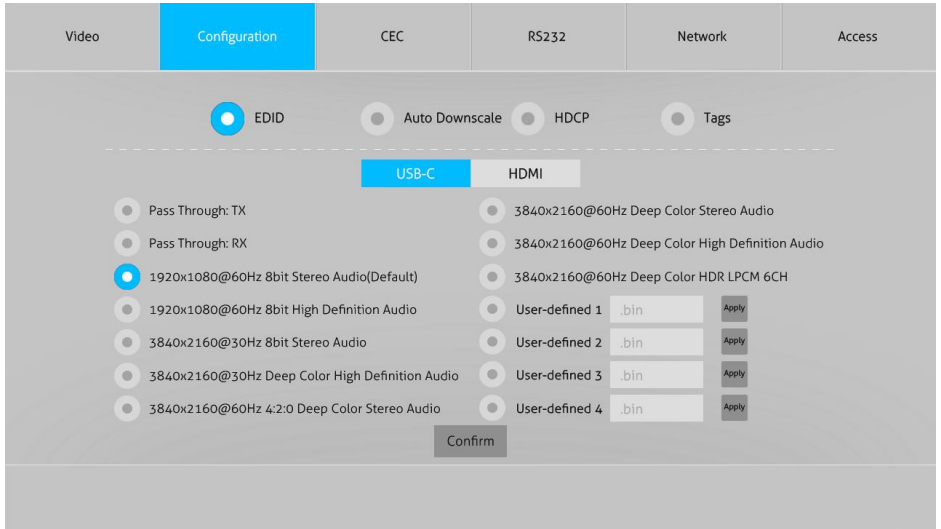 Video Configuration CEC RS232 Network Access
EDID Auto Downscale HDCP Tags
USB-C HDMI
Pass Through: TX
Pass Through: RX
1920x1080@60Hz 8bit Stereo Audio(Default)
1920x1080@60Hz 8bit High Definition Audio
3840x2160@30Hz 8bit Stereo Audio
3840x2160@30Hz Deep Color High Definition Audio
3840x2160@60Hz 4:2:0 Deep Color Stereo Audio
3840x2160@60Hz Deep Color Stereo Audio
3840x2160@60Hz Deep Color High Definition Audio
3840x2160@60Hz Deep Color HDR LPCM 6CH
User-defined 1 .bin Apply
User-defined 2 .bin Apply
User-defined 3 .bin Apply
User-defined 4 .bin Apply
Confirm